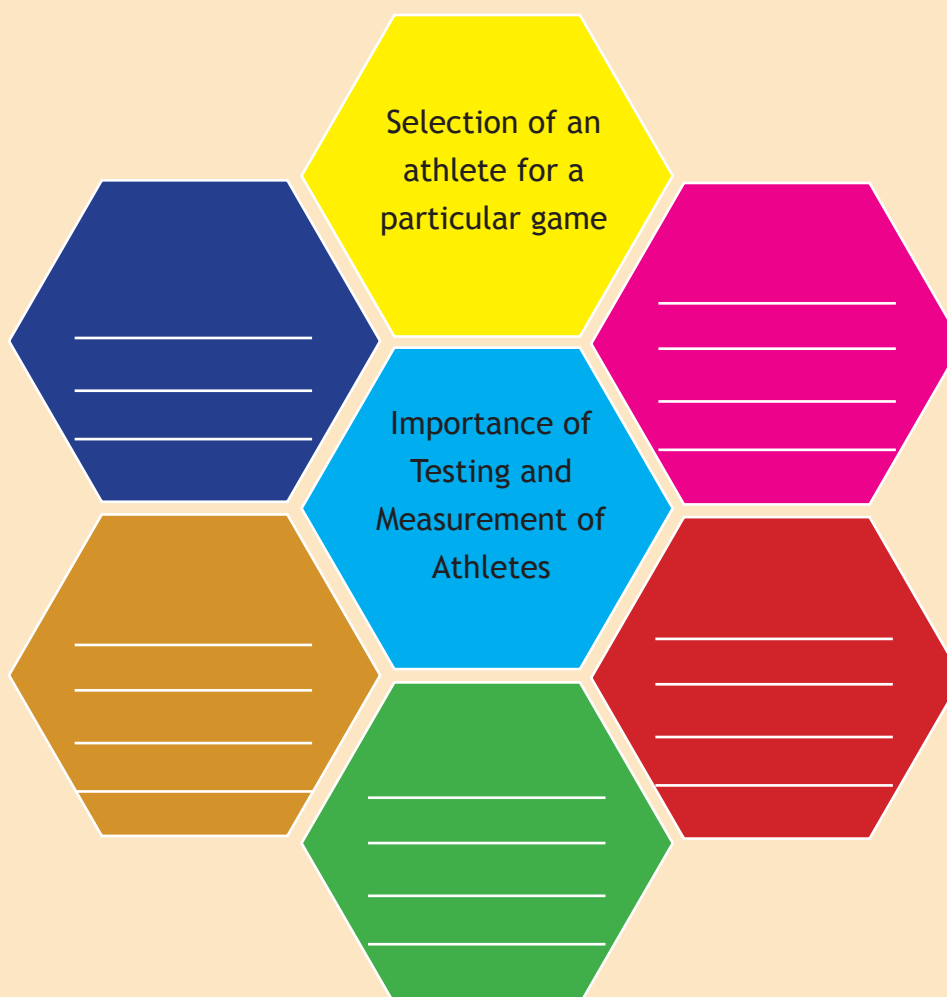 Selection of an
athlete for a
particular game
Importance of
Testing and
Measurement of
Athletes